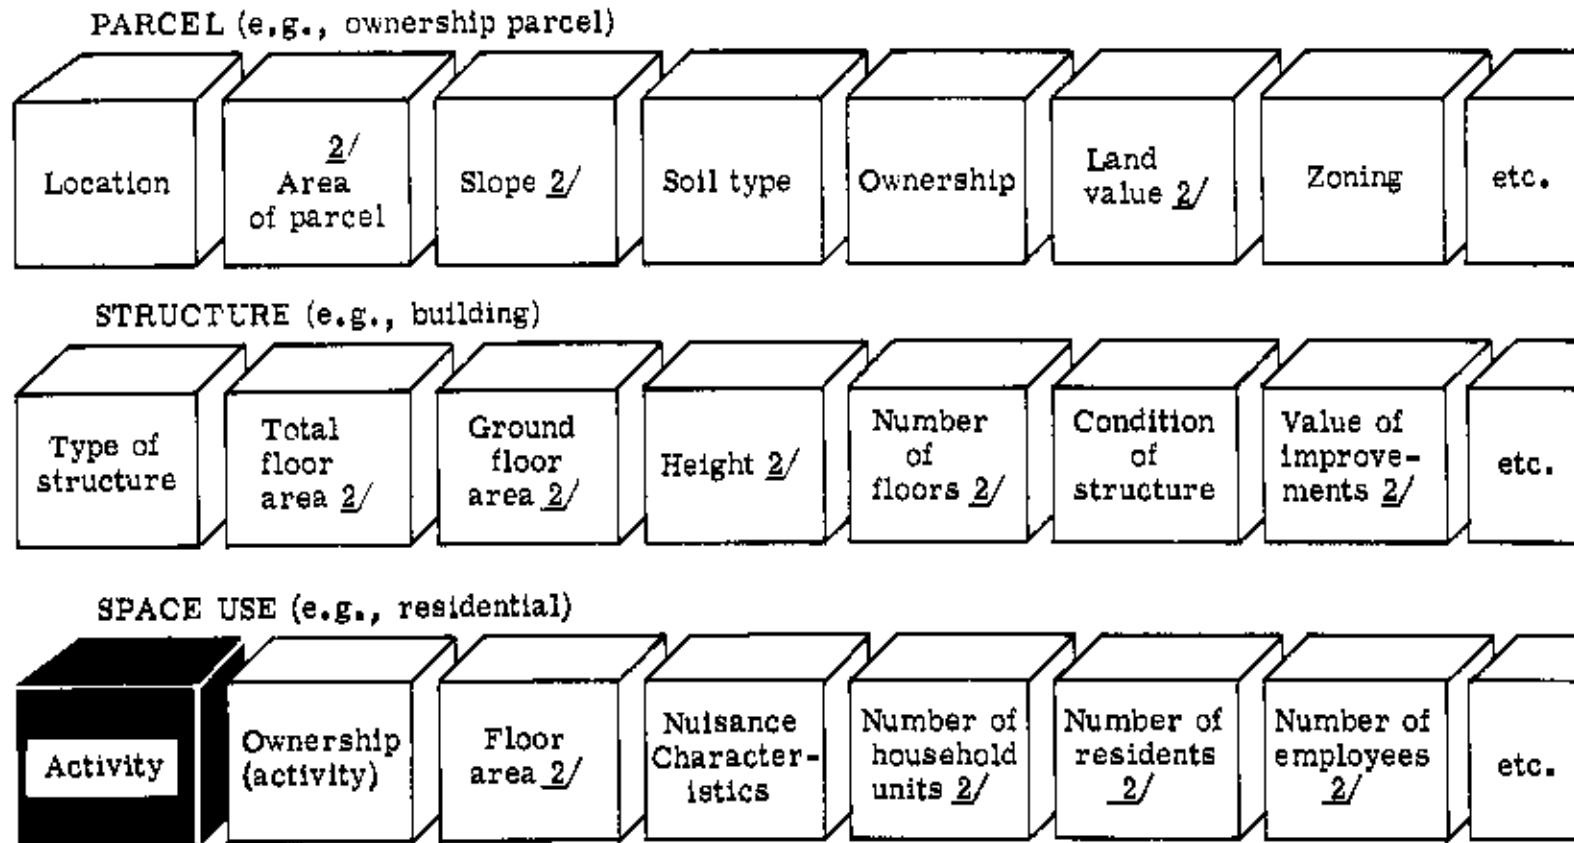 PARCEL (e.g., ownership parcel)
Location
2/
Area
of parcel
Slope 2/
Soil type
Ownership
Land
value 2/
Zoning
etc.
STRUCTURE (e.g., building)
Type of
structure
Total
floor
area 2/
Ground
floor
area 2/
Height 2/
Number
of
floors 2/
Condition
of
structure
Value of
improve-
ments 2/
etc.
SPACE USE (e.g., residential)
Activity
Ownership
(activity)
Floor
area 2/
Nuisance
Character-
istics
Number of
household
units 2/
Number of
residents
2/
Number of
employees
2/
etc.